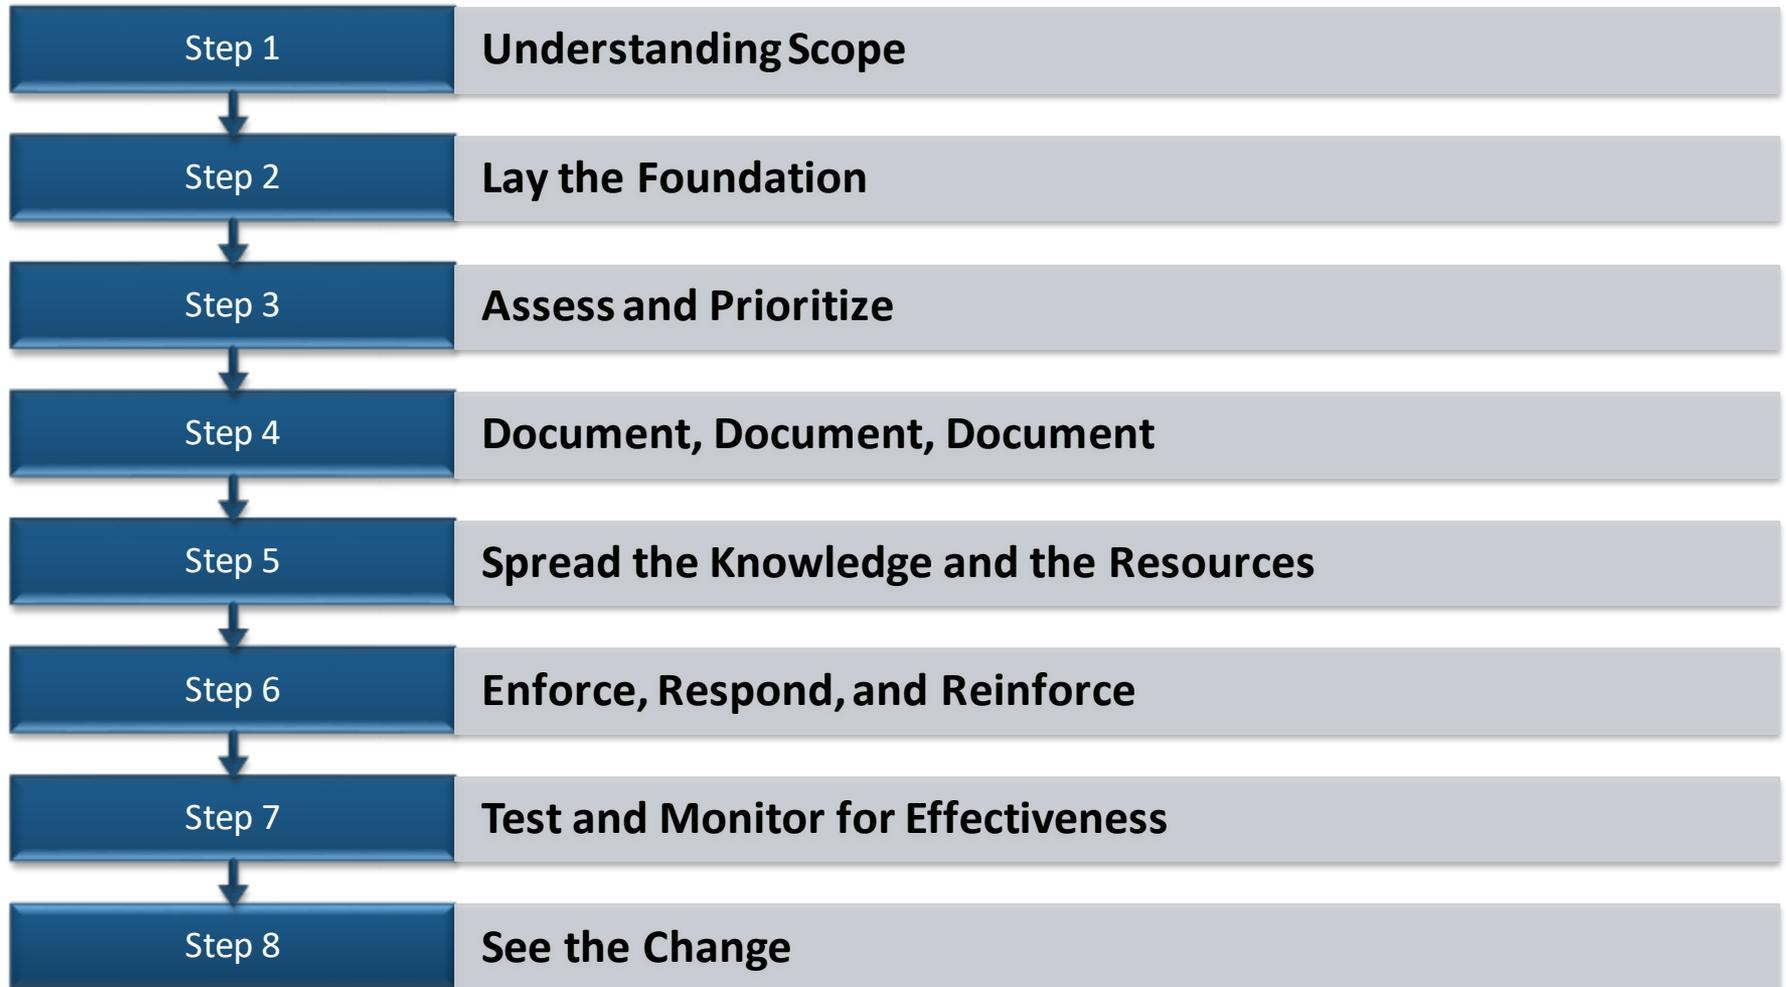 Step 1 Understanding Scope
Step 2 Lay the Foundation
Step 3 Assess and Prioritize
Step 4 Document, Document, Document
Step 5 Spread the Knowledge and the Resources
Step 6 Enforce, Respond, and Reinforce
Step 7 Test and Monitor for Effectiveness
Step 8 See the Change